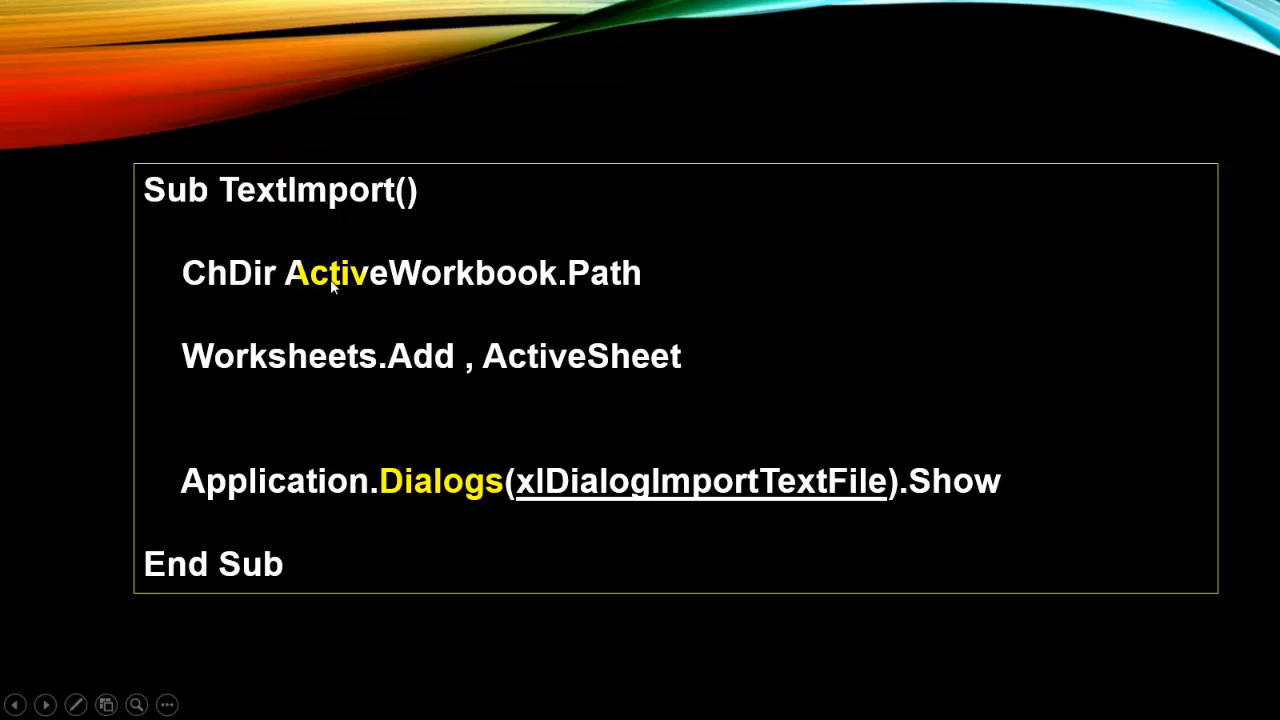 Sub TextImport()
ChDir ActiveWorkbook.Path
Worksheets.Add , ActiveSheet
Application.Dialogs(xlDialogImportTextFile).Show
End Sub